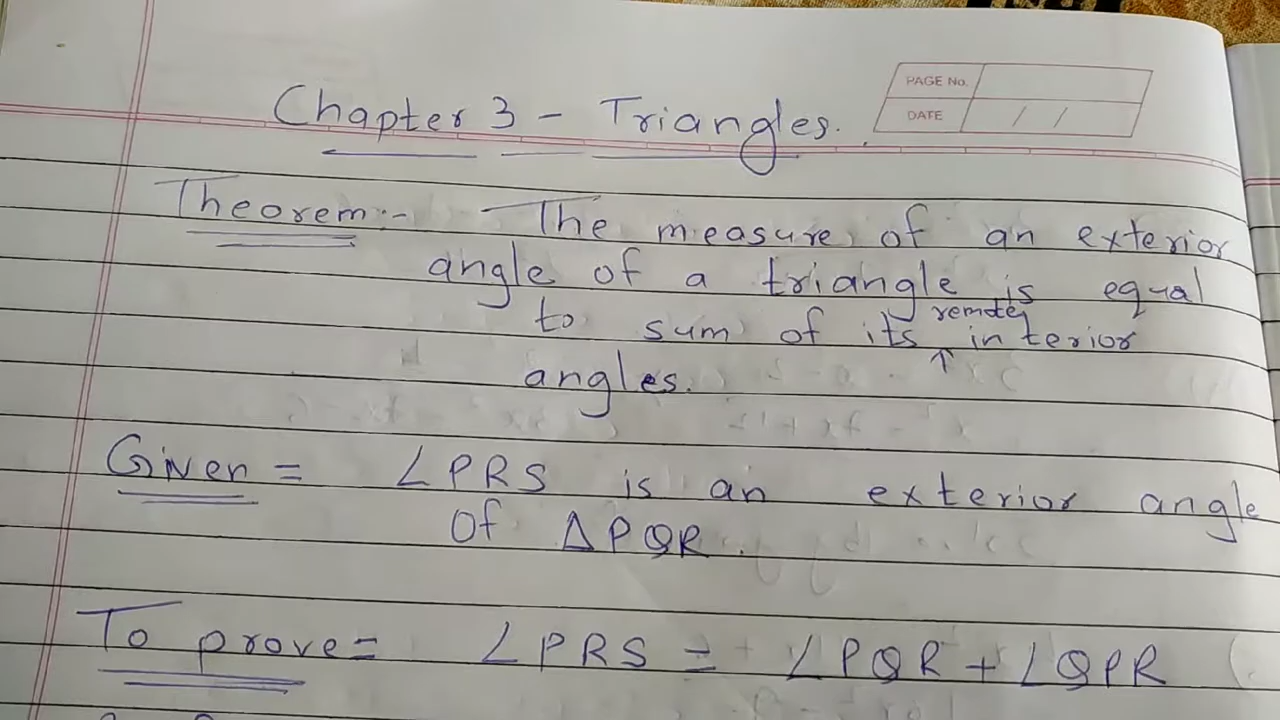 PAGE No.
DATE / /
Chapter 3 - Triangles.
Theorem:- The measure of an exterior
angle of a triangle is equal
to sum of its remote interior
angles.
Given = ∠PRS is an exterior angle
Of ΔPQR.
To prove = ∠PRS = ∠PQR + ∠QPR